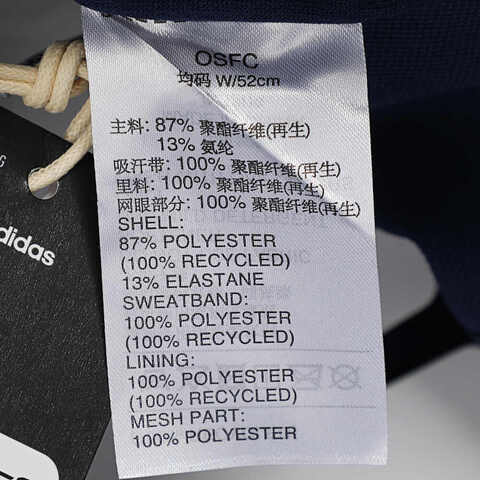 OSFC
均码 W/52cm
主料: 87% 聚酯纤维(再生)
13% 氨纶
吸汗带: 100% 聚酯纤维(再生)
里料: 100% 聚酯纤维(再生)
网眼部分: 100% 聚酯纤维(再生)
SHELL:
87% POLYESTER
(100% RECYCLED)
13% ELASTANE
SWEATBAND:
100% POLYESTER
(100% RECYCLED)
LINING:
100% POLYESTER
(100% RECYCLED)
MESH PART:
100% POLYESTER
adidas